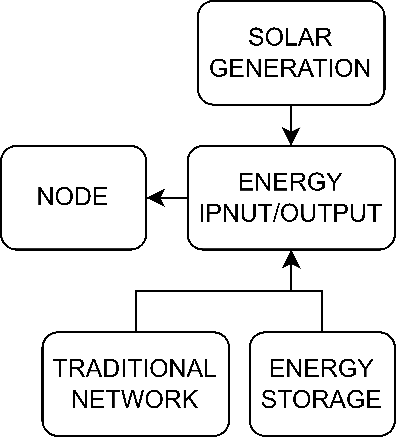 SOLAR
GENERATION
NODE
ENERGY
IPNUT/OUTPUT
TRADITIONAL
NETWORK
ENERGY
STORAGE